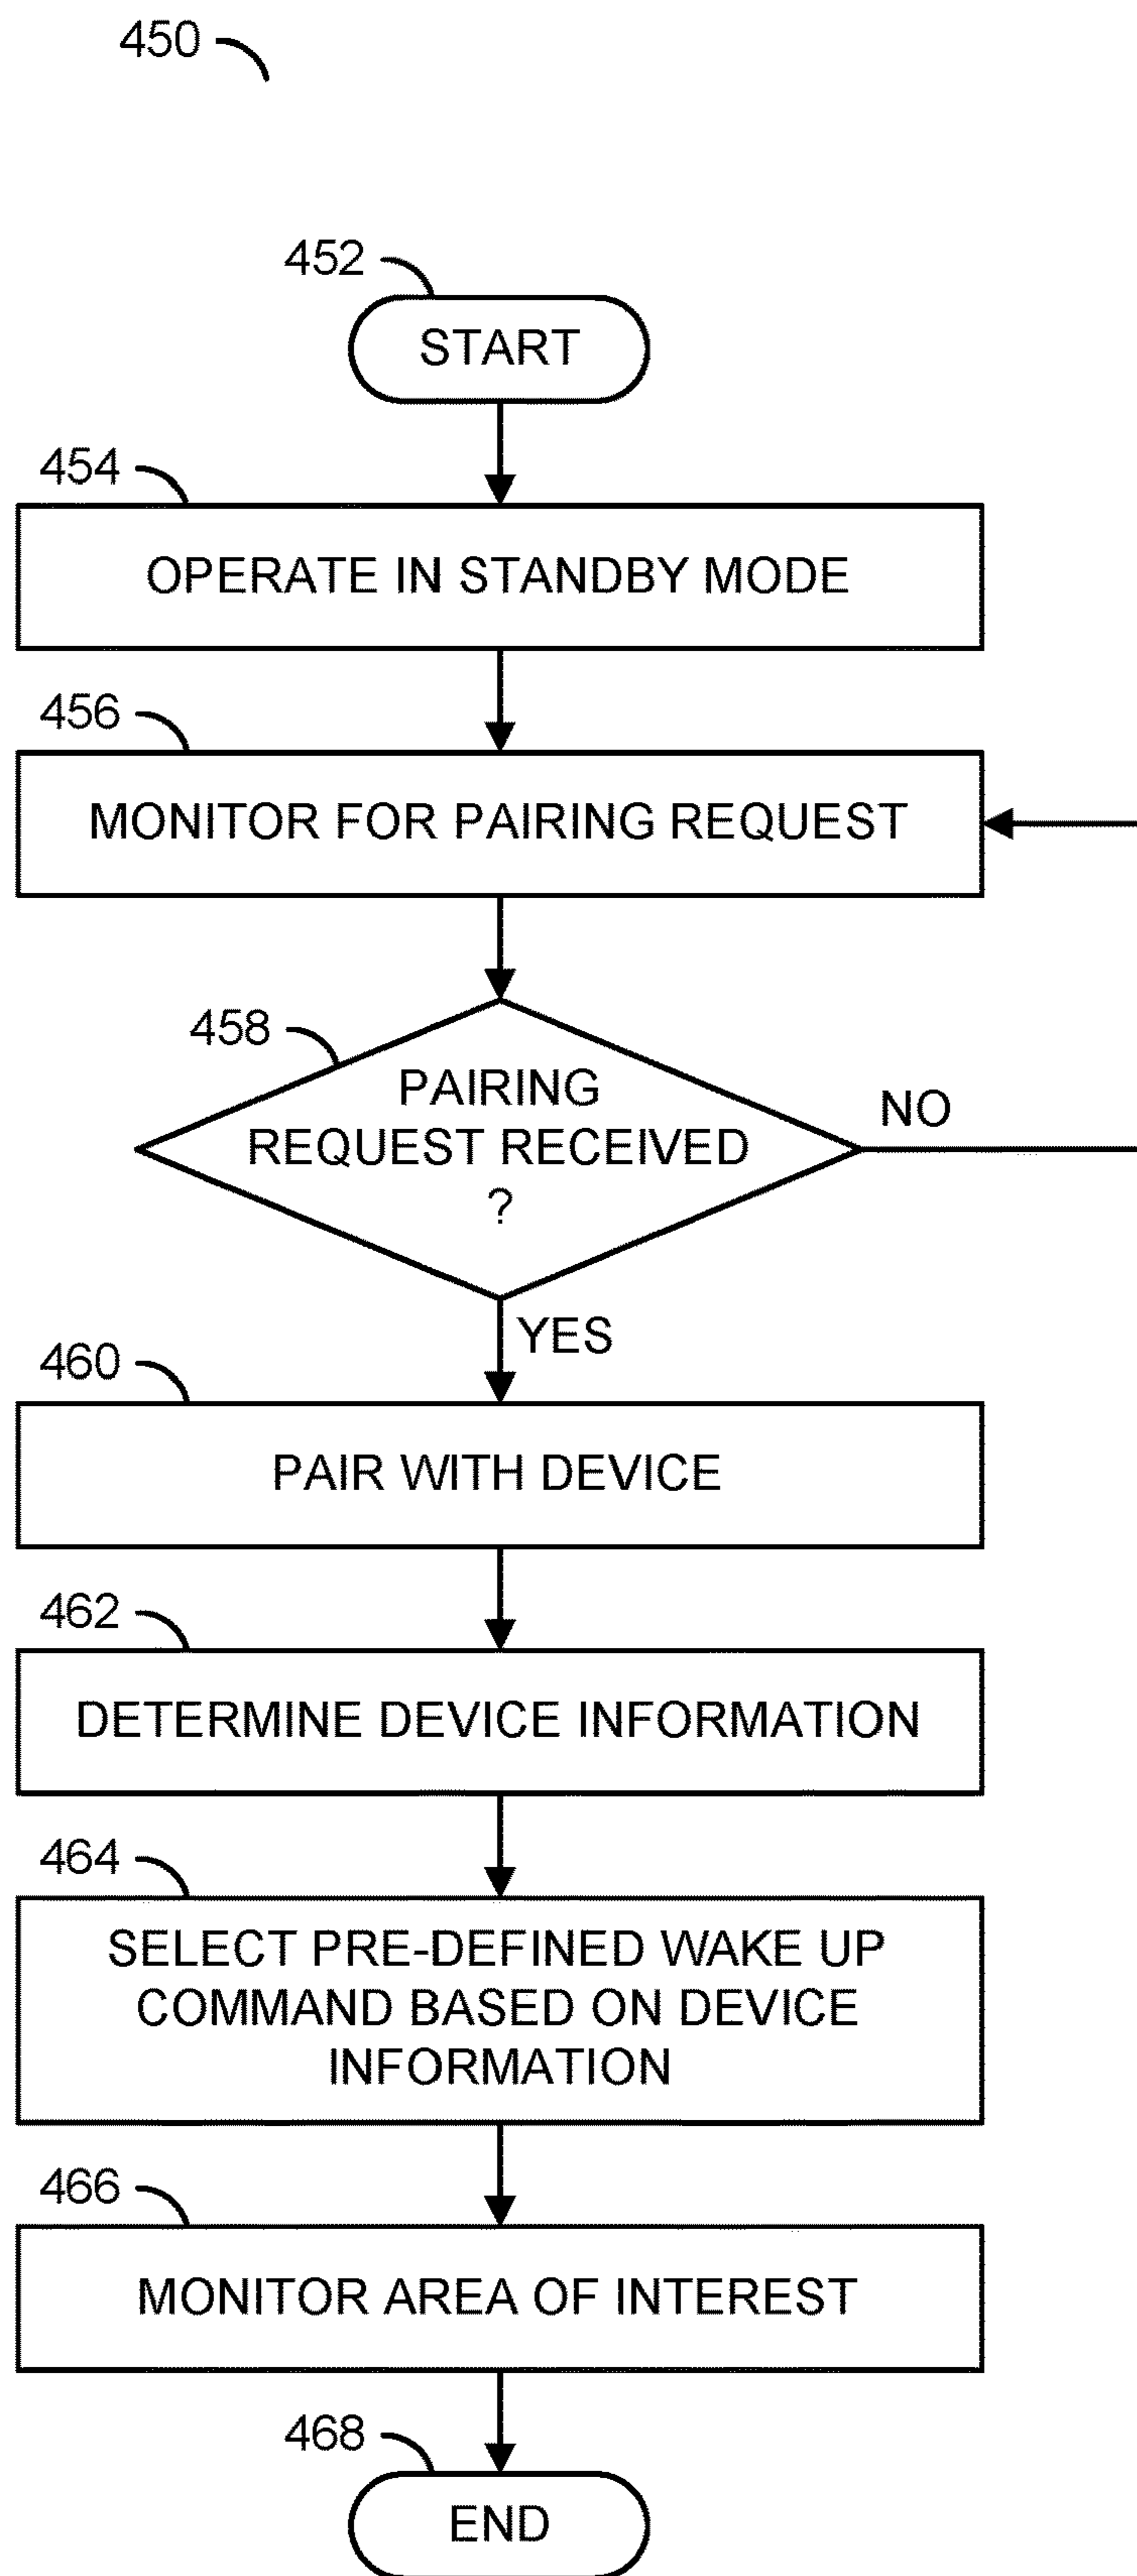 450
452
START
454
OPERATE IN STANDBY MODE
456
MONITOR FOR PAIRING REQUEST
458
PAIRING
REQUEST RECEIVED
?
NO
YES
460
PAIR WITH DEVICE
462
DETERMINE DEVICE INFORMATION
464
SELECT PRE-DEFINED WAKE UP
COMMAND BASED ON DEVICE
INFORMATION
466
MONITOR AREA OF INTEREST
468
END